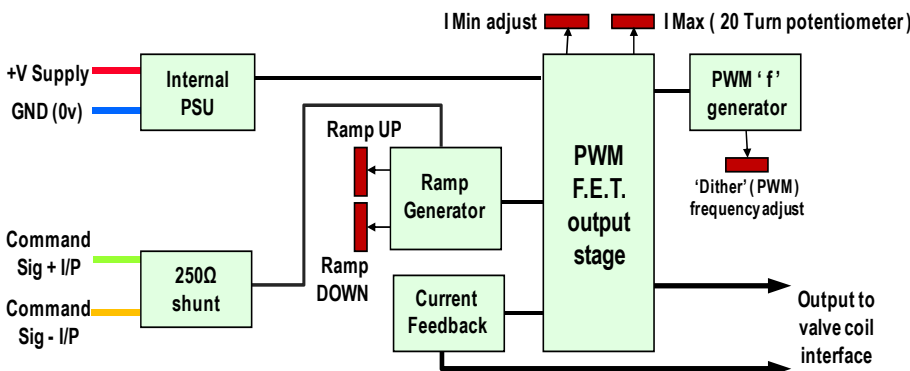 I Min adjust
I Max ( 20 Turn potentiometer)
+V Supply
GND (0v)
Internal
PSU
PWM ‘ f ’
generator
‘Dither’ ( PWM)
frequency adjust
Ramp UP
Ramp
Generator
Ramp
DOWN
PWM
F.E.T.
output
stage
Command
Sig + I/P
Command
Sig - I/P
250Ω
shunt
Current
Feedback
Output to
valve coil
interface